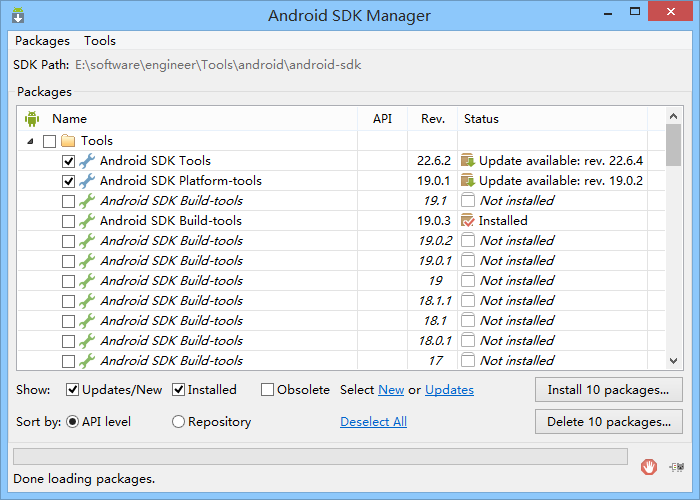 Android SDK Manager
Packages Tools
SDK Path: E:\software\engineer\Tools\android\android-sdk
Packages
Name API Rev. Status
Tools
Android SDK Tools 22.6.2 Update available: rev. 22.6.4
Android SDK Platform-tools 19.0.1 Update available: rev. 19.0.2
Android SDK Build-tools 19.1 Not installed
Android SDK Build-tools 19.0.3 Installed
Android SDK Build-tools 19.0.2 Not installed
Android SDK Build-tools 19.0.1 Not installed
Android SDK Build-tools 19 Not installed
Android SDK Build-tools 18.1.1 Not installed
Android SDK Build-tools 18.1 Not installed
Android SDK Build-tools 18.0.1 Not installed
Android SDK Build-tools 17 Not installed
Show: Updates/New Installed Obsolete Select New or Updates Install 10 packages...
Sort by: API level Repository Deselect All Delete 10 packages...
Done loading packages.